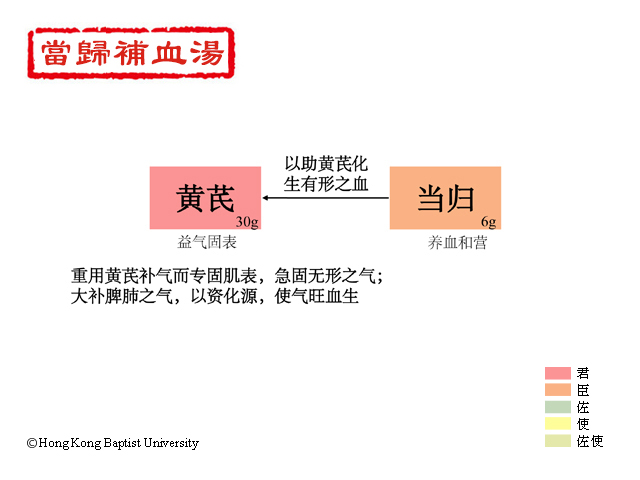 當歸補血湯
以助黄芪化
生有形之血
黄芪
30g
当归
6g
益气固表
养血和营
重用黄芪补气而专固肌表，急固无形之气；
大补脾肺之气，以资化源，使气旺血生
君
臣
佐
使
佐使
©Hong Kong Baptist University